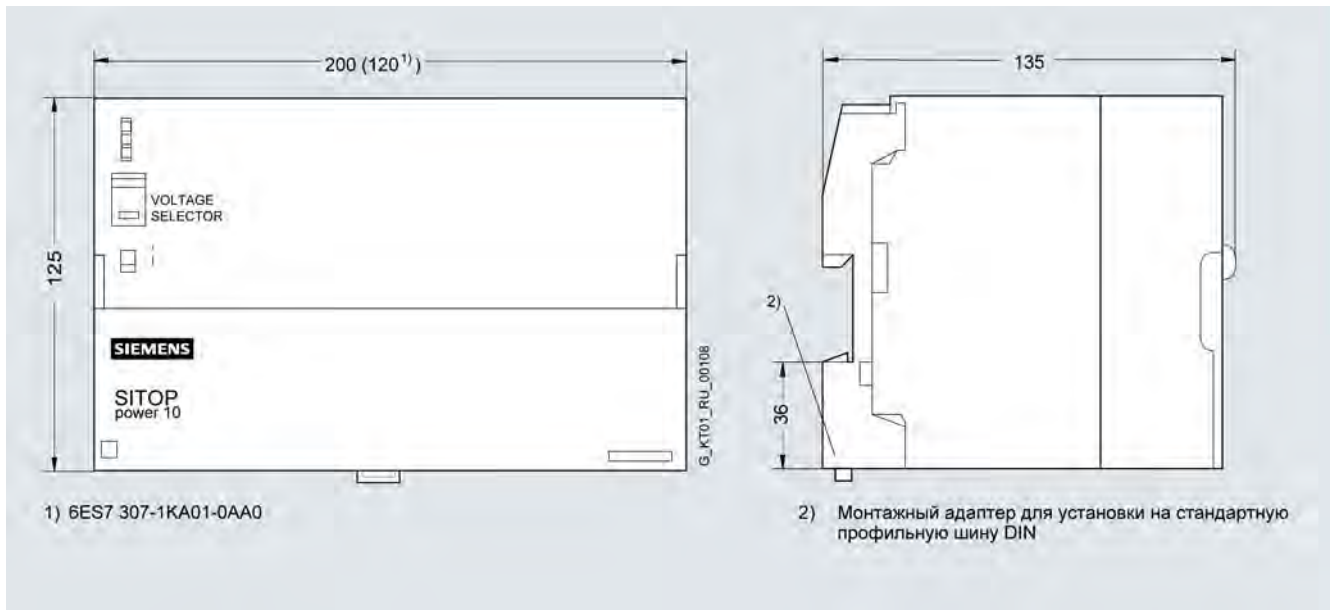 200 (120¹⁾)
135
125
VOLTAGE
SELECTOR
2)
SIEMENS
SITOP
power 10
36
G_KT01_RU_00108
1) 6ES7 307-1KA01-0AA0
2) Монтажный адаптер для установки на стандартную
профильную шину DIN